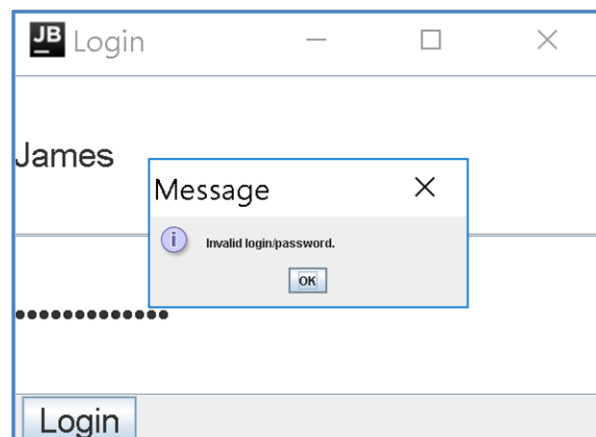 JB Login
James
Message
i Invalid login/password.
OK
•••••••••••••
Login